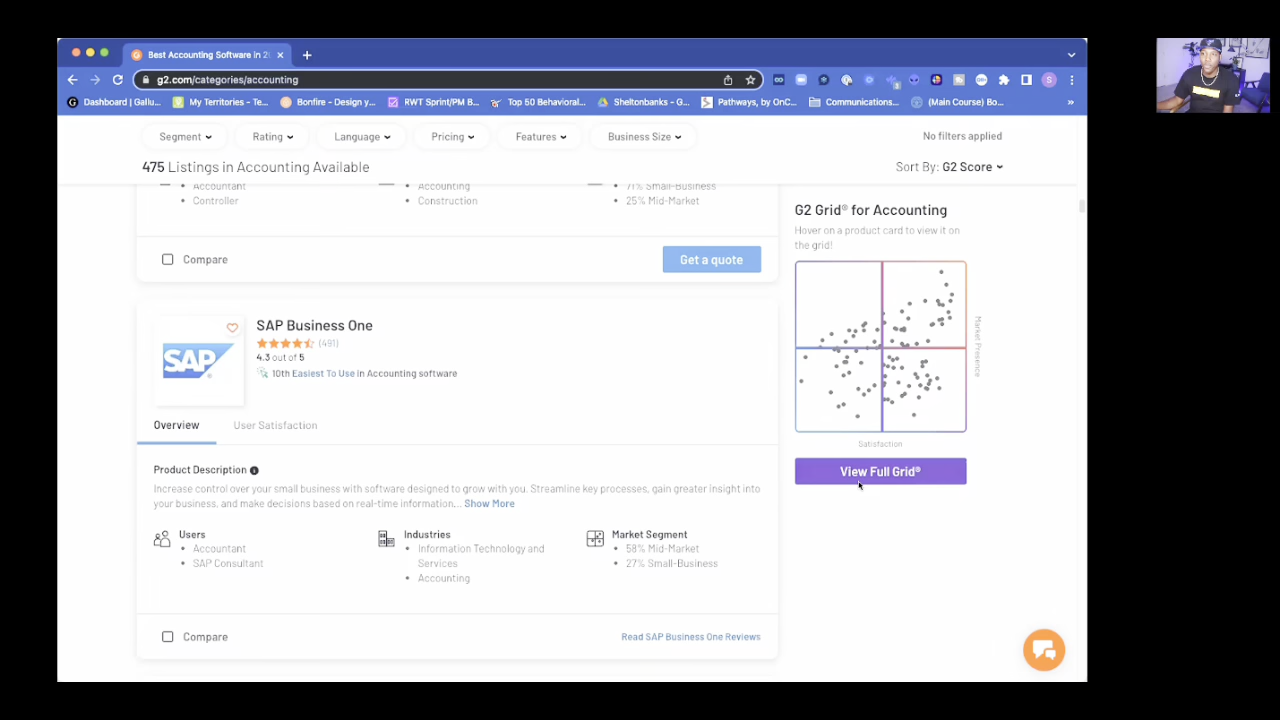 Best Accounting Software in 2
g2.com/categories/accounting
S
Dashboard | Gallu...
My Territories - Te...
Bonfire - Design y...
RWT Sprint/PM B...
Top 50 Behavioral...
Sheltonbanks - G...
Pathways, by OnC...
Communications...
(Main Course) Bo...
»
Segment
Rating
Language
Pricing
Features
Business Size
No filters applied
475 Listings in Accounting Available
Sort By: G2 Score
Accountant
Controller
Accounting
Construction
71% Small-Business
25% Mid-Market
Compare
Get a quote
SAP Business One
SAP
(491)
4.3 out of 5
10th Easiest To Use in Accounting software
Overview
User Satisfaction
Product Description
Increase control over your small business with software designed to grow with you. Streamline key processes, gain greater insight into
your business, and make decisions based on real-time information... Show More
Users
Accountant
SAP Consultant
Industries
Information Technology and
Services
Accounting
Market Segment
58% Mid-Market
27% Small-Business
Compare
Read SAP Business One Reviews
G2 Grid® for Accounting
Hover on a product card to view it on
the grid!
Market Presence
Satisfaction
View Full Grid®